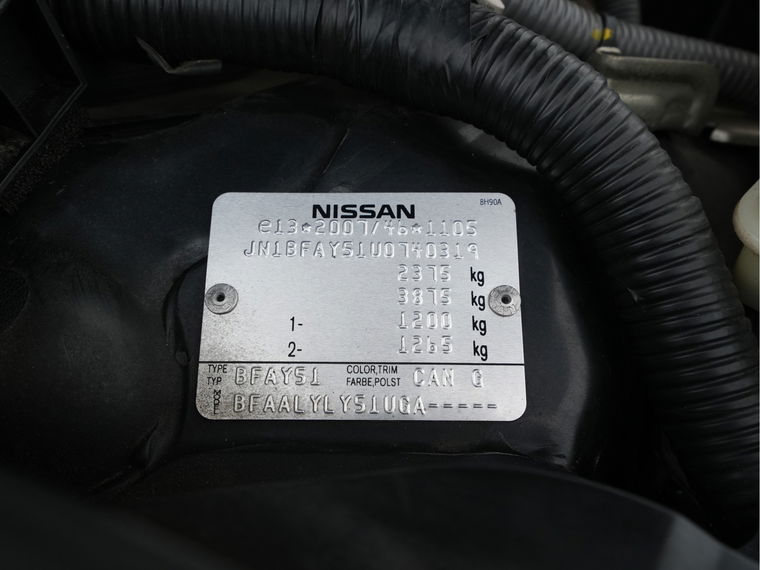 8H90A
NISSAN
e13*2007/46*1105
JN1BFAY51U0740319
2375 kg
3875 kg
1- 1200 kg
2- 1265 kg
TYPE TYP BFAY51 COLOR,TRIM FARBE,POLST CAN G
MODEL BFAALYLY51UGA-----